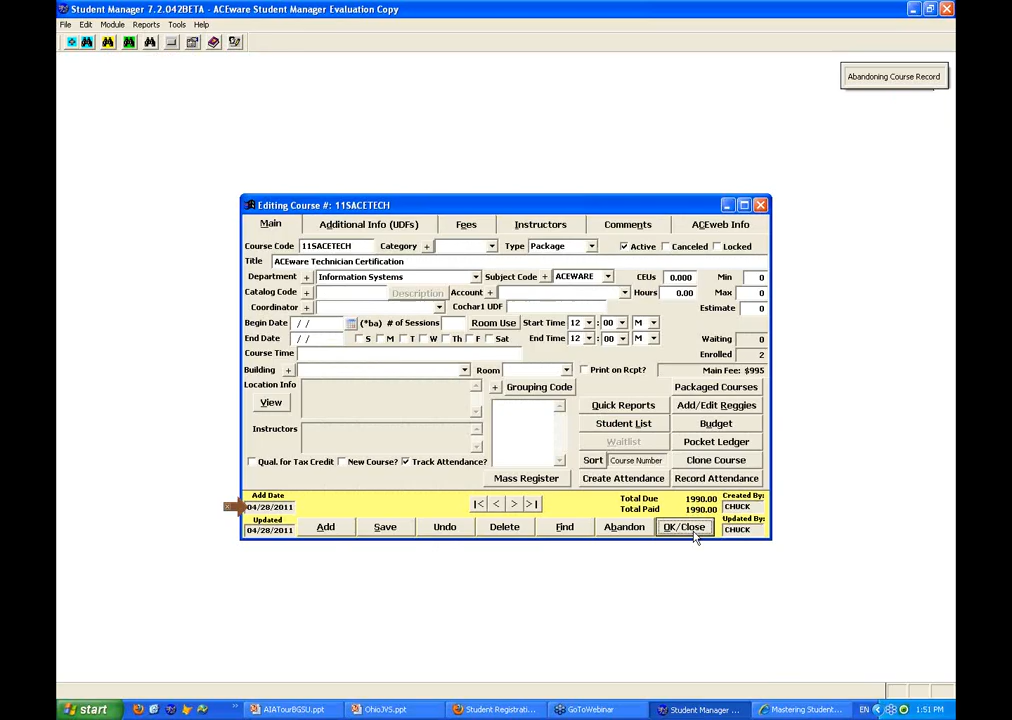 Student Manager 7.2.042BETA - ACEware Student Manager Evaluation Copy
File Edit Module Reports Tools Help
Abandoning Course Record
Editing Course #: 11SACETECH
Main Additional Info (UDFs) Fees Instructors Comments ACEweb Info
Course Code 11SACETECH Category + Type Package Active Canceled Locked
Title ACEware Technician Certification
Department + Information Systems Subject Code + ACEWARE CEUs 0.000 Min 0
Catalog Code + Description Account + Hours 0.00 Max 0
Coordinator + Cochar1 UDF Estimate 0
Begin Date / / (*ba) # of Sessions Room Use Start Time 12 : 00 M
End Date / / S M T W Th F Sat End Time 12 : 00 M Waiting 0
Course Time Enrolled 2
Building + Room Print on Rcpt? Main Fee: $995
Location Info + Grouping Code Packaged Courses
View Quick Reports Add/Edit Reggies
Instructors Student List Budget
Waitlist Pocket Ledger
Qual. for Tax Credit New Course? Track Attendance? Sort Course Number Clone Course
Mass Register Create Attendance Record Attendance
Add Date Total Due 1990.00 Created By:
04/28/2011 |< < > >| Total Paid 1990.00 CHUCK
Updated Updated By:
04/28/2011 Add Save Undo Delete Find Abandon OK/Close CHUCK
start AIATourBGSU.ppt OhioJVS.ppt Student Registrati... GoToWebinar Student Manager ... Mastering Student... EN 1:51 PM